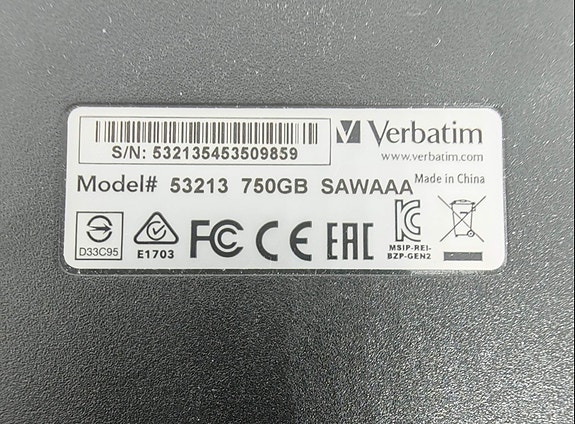 S/N: 532135453509859
Verbatim
www.verbatim.com
Model# 53213 750GB SAWAAA
Made in China
D33C95
E1703
FC
CE
EAC
MSIP-REI-
BZP-GEN2